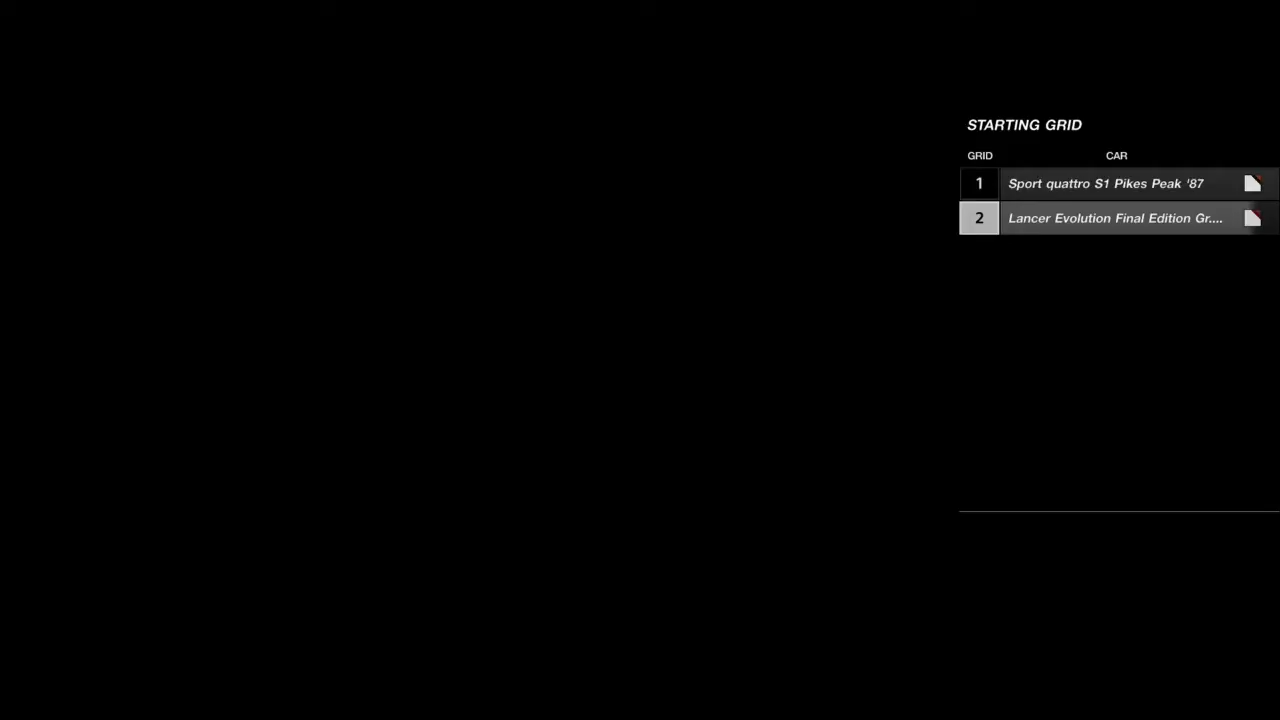 STARTING GRID
GRID CAR
1 Sport quattro S1 Pikes Peak '87
2 Lancer Evolution Final Edition Gr....